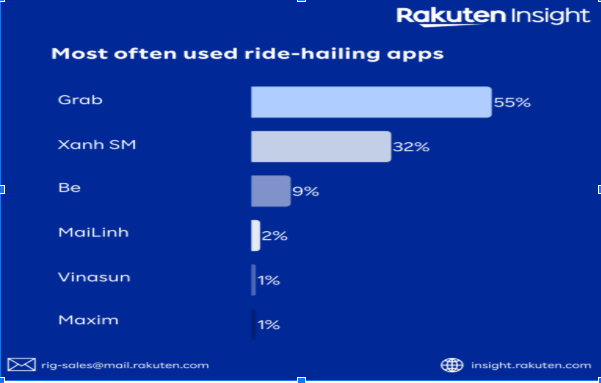 Rakuten Insight
Most often used ride-hailing apps
Grab 55%
Xanh SM 32%
Be 9%
MaiLinh 2%
Vinasun 1%
Maxim 1%
rig-sales@mail.rakuten.com insight.rakuten.com